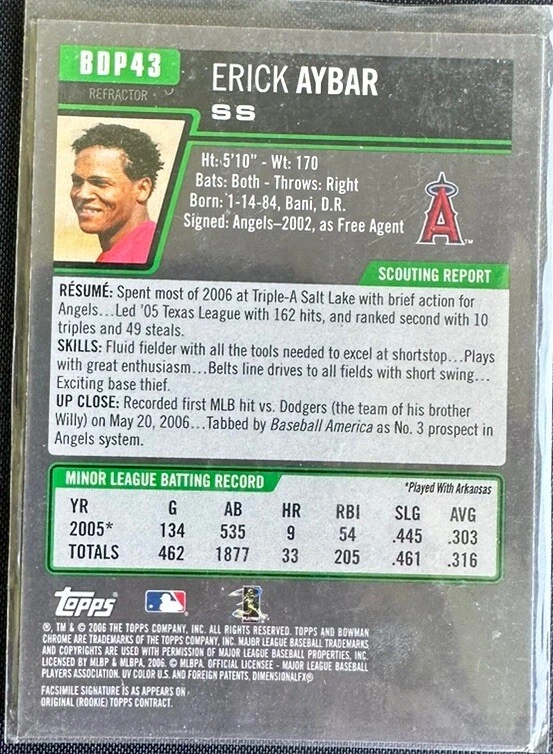 BDP43
REFRACTOR
ERICK AYBAR
SS
Ht: 5'10" - Wt: 170
Bats: Both - Throws: Right
Born: 1-14-84, Bani, D.R.
Signed: Angels–2002, as Free Agent
A
TM
SCOUTING REPORT
RÉSUMÉ: Spent most of 2006 at Triple-A Salt Lake with brief action for
Angels...Led '05 Texas League with 162 hits, and ranked second with 10
triples and 49 steals.
SKILLS: Fluid fielder with all the tools needed to excel at shortstop...Plays
with great enthusiasm...Belts line drives to all fields with short swing...
Exciting base thief.
UP CLOSE: Recorded first MLB hit vs. Dodgers (the team of his brother
Willy) on May 20, 2006...Tabbed by Baseball America as No. 3 prospect in
Angels system.
MINOR LEAGUE BATTING RECORD
*Played With Arkansas
YR G AB HR RBI SLG AVG
2005* 134 535 9 54 .445 .303
TOTALS 462 1877 33 205 .461 .316
Topps
®, TM & © 2006 THE TOPPS COMPANY, INC. ALL RIGHTS RESERVED. TOPPS AND BOWMAN
CHROME ARE TRADEMARKS OF THE TOPPS COMPANY, INC. MAJOR LEAGUE BASEBALL TRADEMARKS
AND COPYRIGHTS ARE USED WITH PERMISSION OF MAJOR LEAGUE BASEBALL PROPERTIES, INC.
LICENSED BY MLBP & MLBPA, 2006. © MLBPA. OFFICIAL LICENSEE - MAJOR LEAGUE BASEBALL
PLAYERS ASSOCIATION. UV COLOR U.S. AND FOREIGN PATENTS, DIMENSIONALFX®
FACSIMILE SIGNATURE IS AS APPEARS ON
ORIGINAL (ROOKIE) TOPPS CONTRACT.